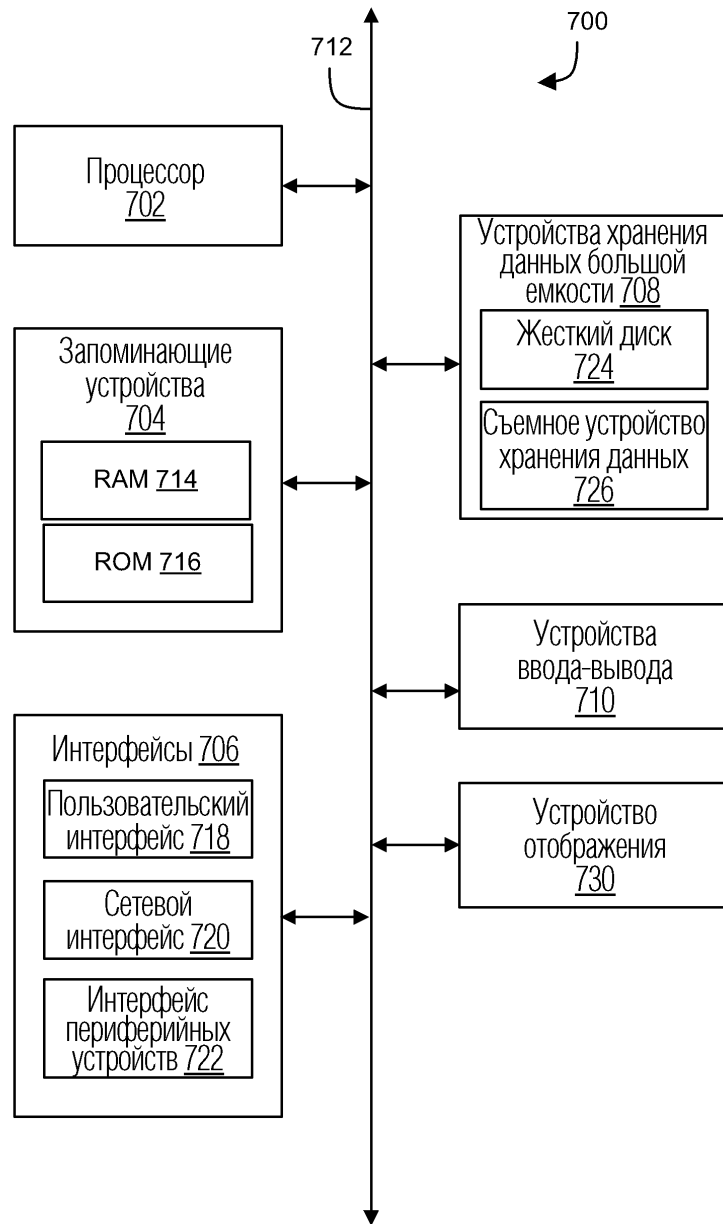 700
712
Процессор
702
Устройства хранения
данных большой
емкости 708
Жесткий диск
724
Съемное устройство
хранения данных
726
Запоминающие
устройства
704
RAM 714
ROM 716
Устройства
ввода-вывода
710
Интерфейсы 706
Пользовательский
интерфейс 718
Сетевой
интерфейс 720
Интерфейс
периферийных
устройств 722
Устройство
отображения
730